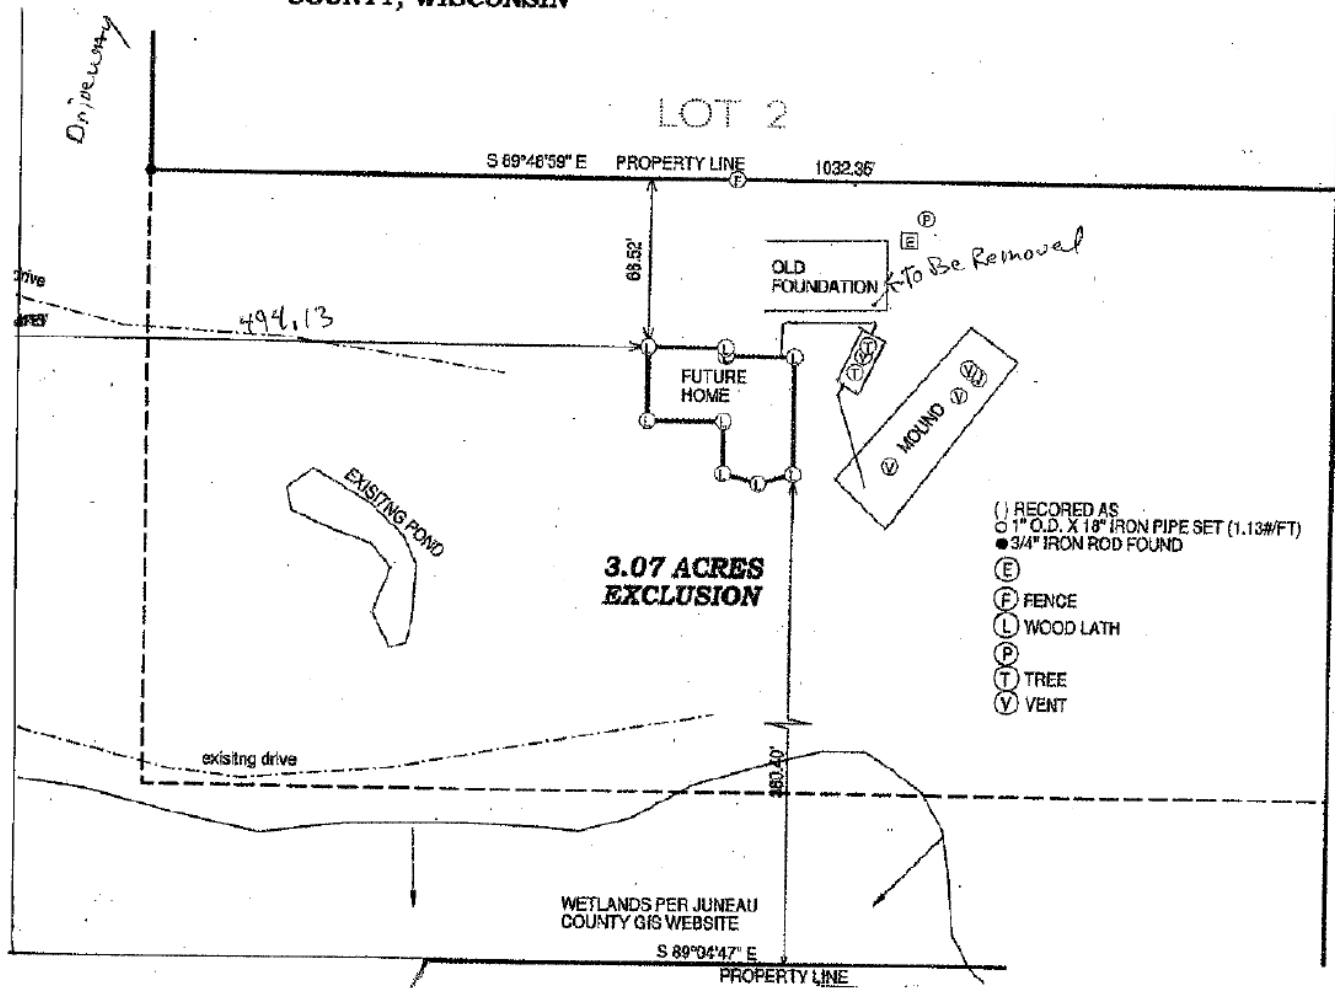 COUNTY, WISCONSIN
Driveway
LOT 2
S 89°48'59" E PROPERTY LINE 1032.36'
F
P
E
68.52'
OLD
FOUNDATION
To Be Removal
drive
494.13
L L L L
FUTURE
HOME
L L L L L
T V T
V V V V
MOUND
EXISITNG POND
3.07 ACRES
EXCLUSION
() RECORED AS
1" O.D. X 18" IRON PIPE SET (1.13#/FT)
3/4" IRON ROD FOUND
E
F FENCE
L WOOD LATH
P
T TREE
V VENT
exisitng drive
380.40'
WETLANDS PER JUNEAU
COUNTY GIS WEBSITE
S 89°04'47" E
PROPERTY LINE